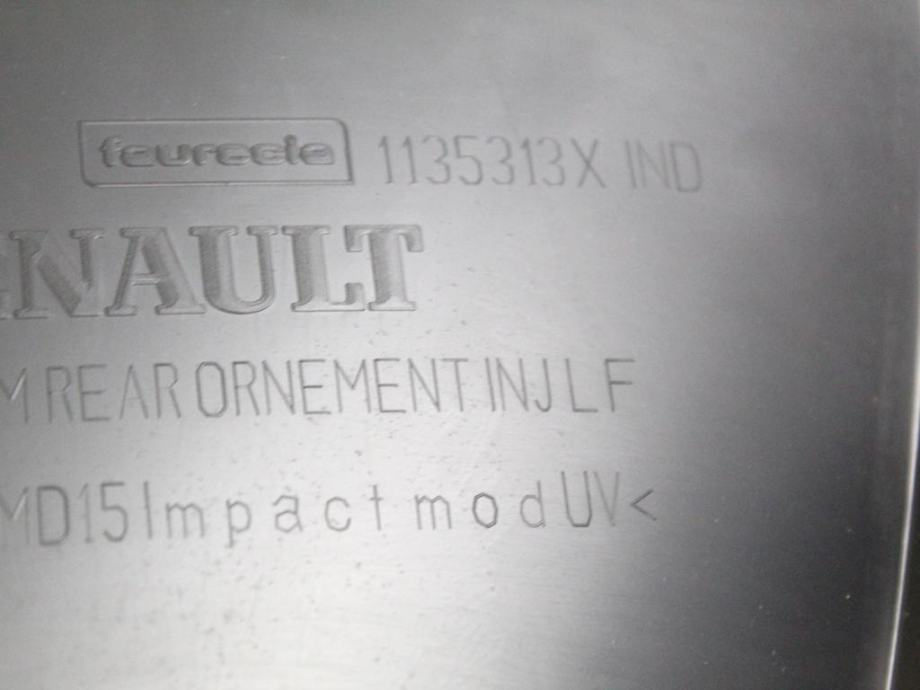 faurecia 1135313X IND
NAULT
M REAR ORNEMENT INJ LF
MD15 Impact mod UV<